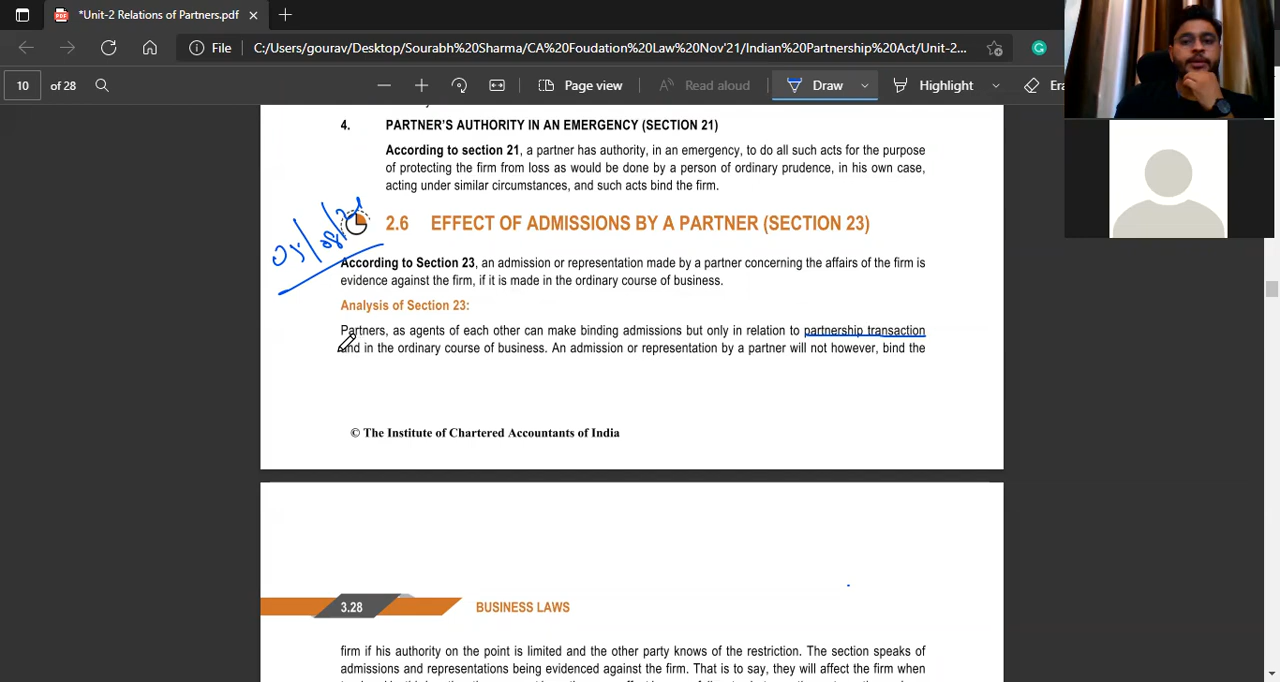 *Unit-2 Relations of Partners.pdf
File
C:/Users/gourav/Desktop/Sourabh%20Sharma/CA%20Foudation%20Law%20Nov'21/Indian%20Partnership%20Act/Unit-2...
10
of 28
Page view
Read aloud
Draw
Highlight
Era
4. PARTNER'S AUTHORITY IN AN EMERGENCY (SECTION 21)
According to section 21, a partner has authority, in an emergency, to do all such acts for the purpose
of protecting the firm from loss as would be done by a person of ordinary prudence, in his own case,
acting under similar circumstances, and such acts bind the firm.
2.6 EFFECT OF ADMISSIONS BY A PARTNER (SECTION 23)
According to Section 23, an admission or representation made by a partner concerning the affairs of the firm is
evidence against the firm, if it is made in the ordinary course of business.
Analysis of Section 23:
Partners, as agents of each other can make binding admissions but only in relation to partnership transaction
and in the ordinary course of business. An admission or representation by a partner will not however, bind the
© The Institute of Chartered Accountants of India
3.28 BUSINESS LAWS
firm if his authority on the point is limited and the other party knows of the restriction. The section speaks of
admissions and representations being evidenced against the firm. That is to say, they will affect the firm when